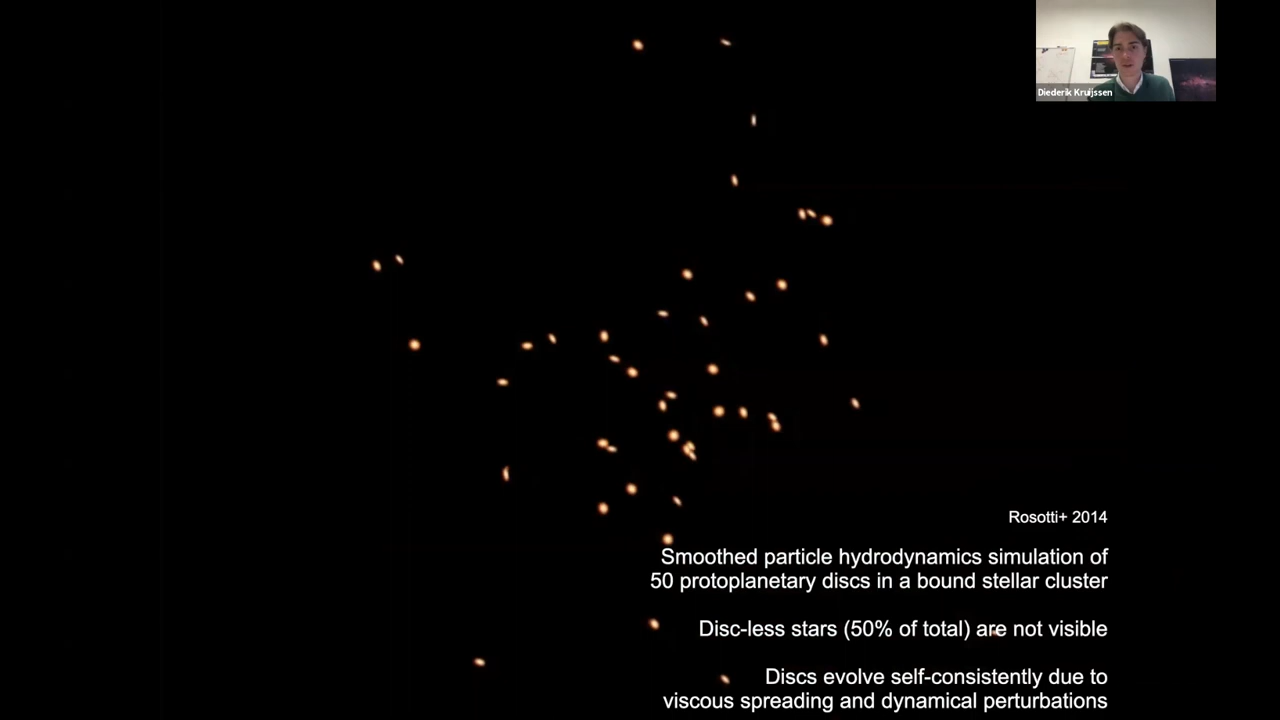 Diederik Kruijssen
Rosotti+ 2014
Smoothed particle hydrodynamics simulation of
50 protoplanetary discs in a bound stellar cluster
Disc-less stars (50% of total) are not visible
Discs evolve self-consistently due to
viscous spreading and dynamical perturbations